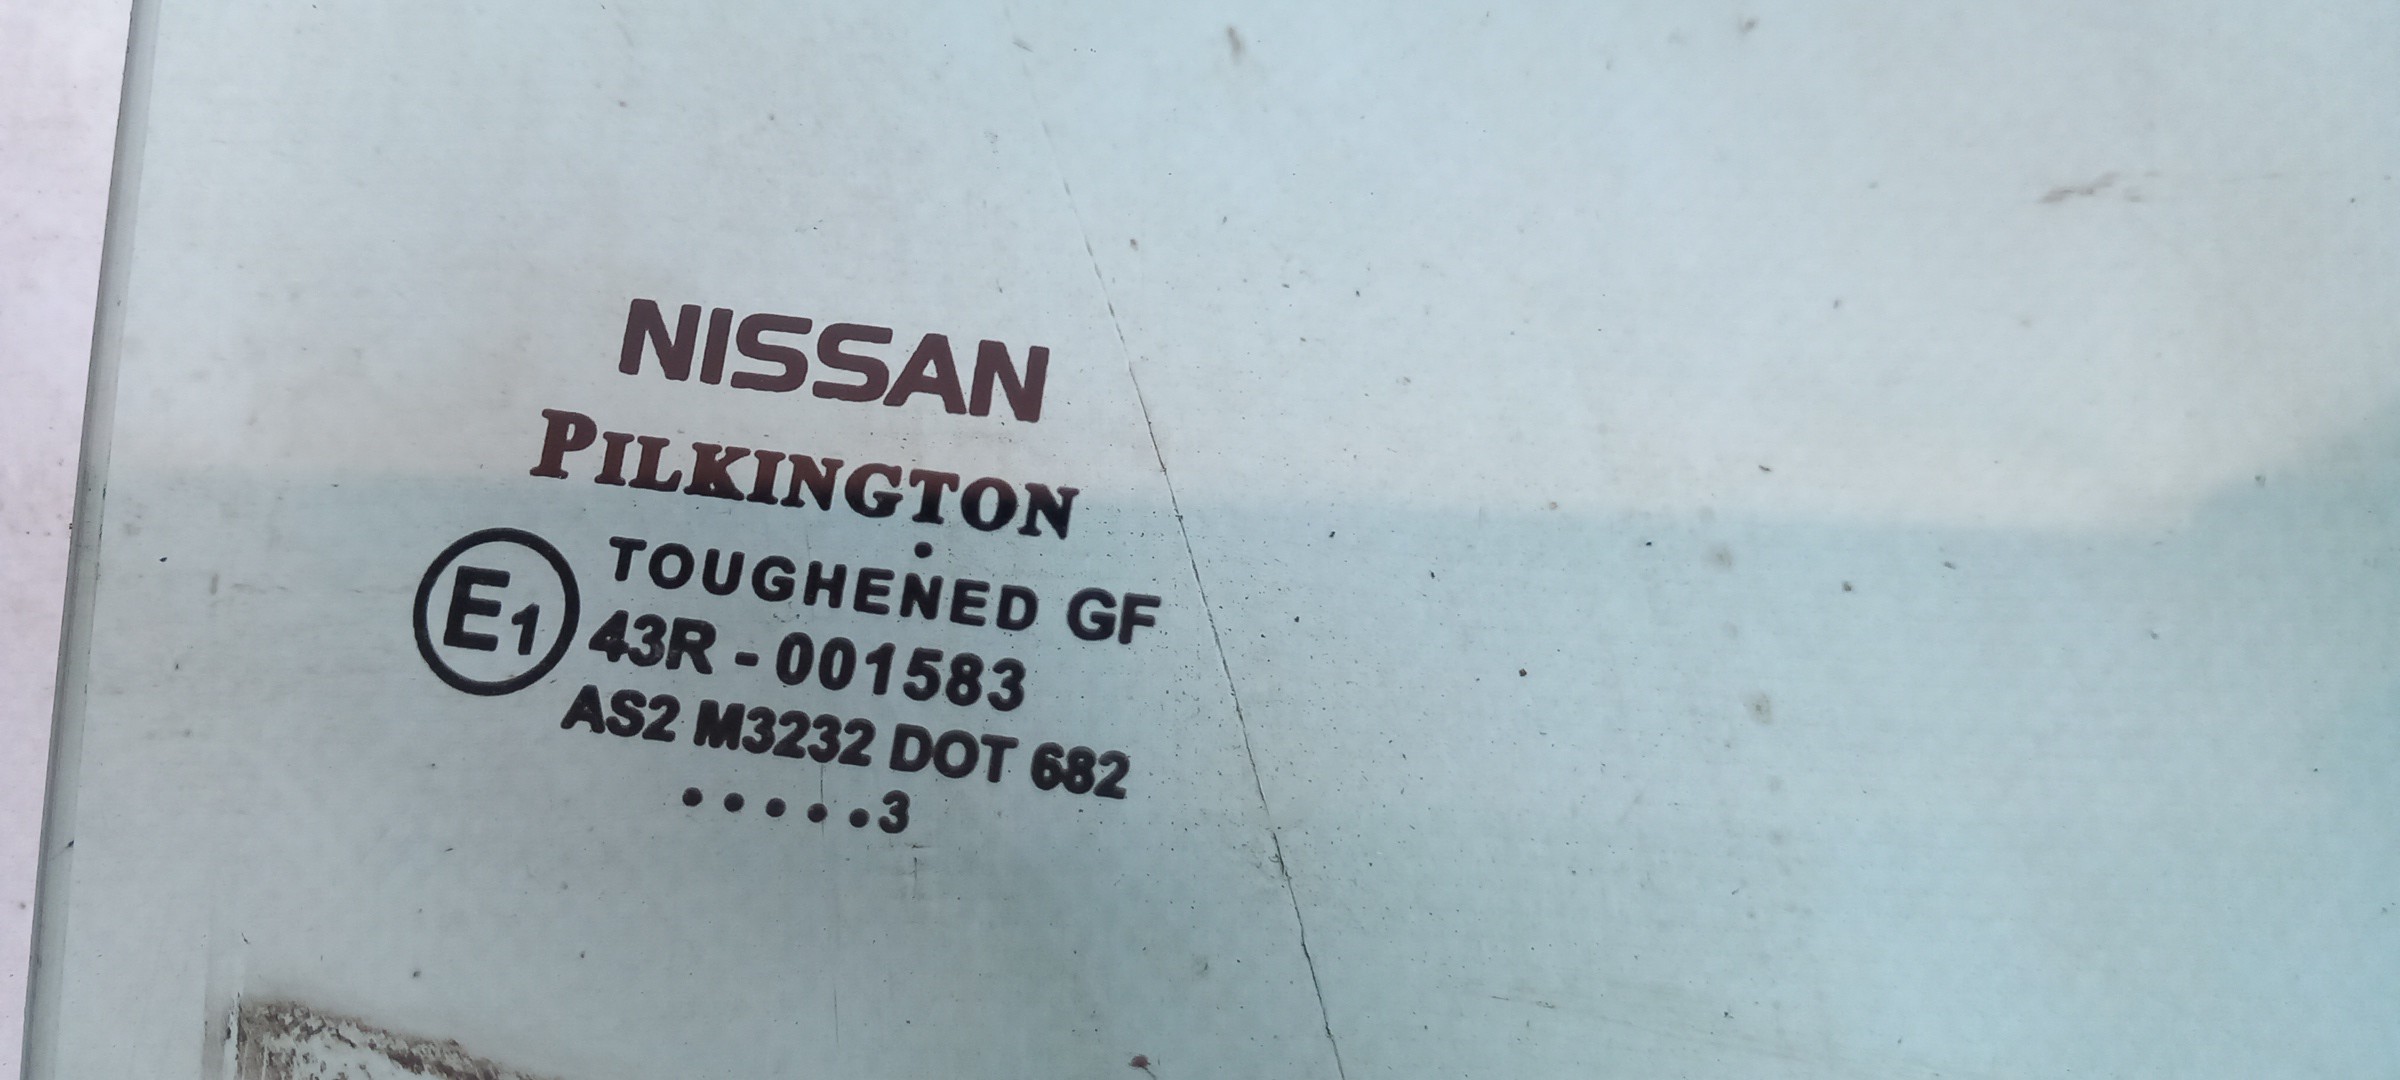 NISSAN
PILKINGTON
TOUGHENED GF
E1 43R - 001583
AS2 M3232 DOT 682
.....3